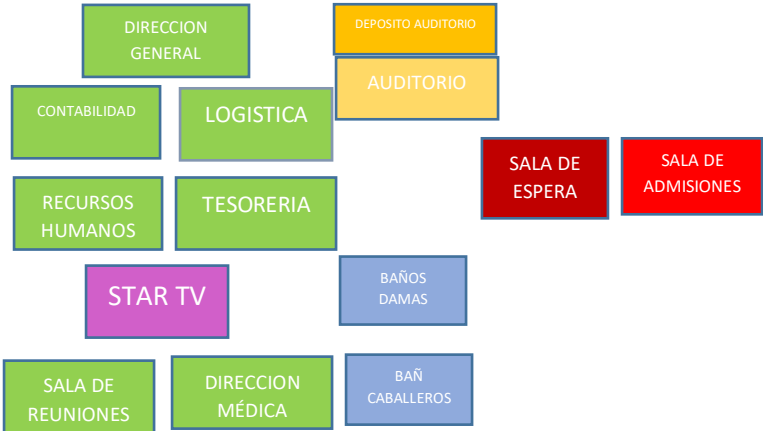 DIRECCION
GENERAL
DEPOSITO AUDITORIO
AUDITORIO
CONTABILIDAD
LOGISTICA
SALA DE
ESPERA
SALA DE
ADMISIONES
RECURSOS
HUMANOS
TESORERIA
STAR TV
BAÑOS
DAMAS
SALA DE
REUNIONES
DIRECCION
MÉDICA
BAÑ
CABALLEROS